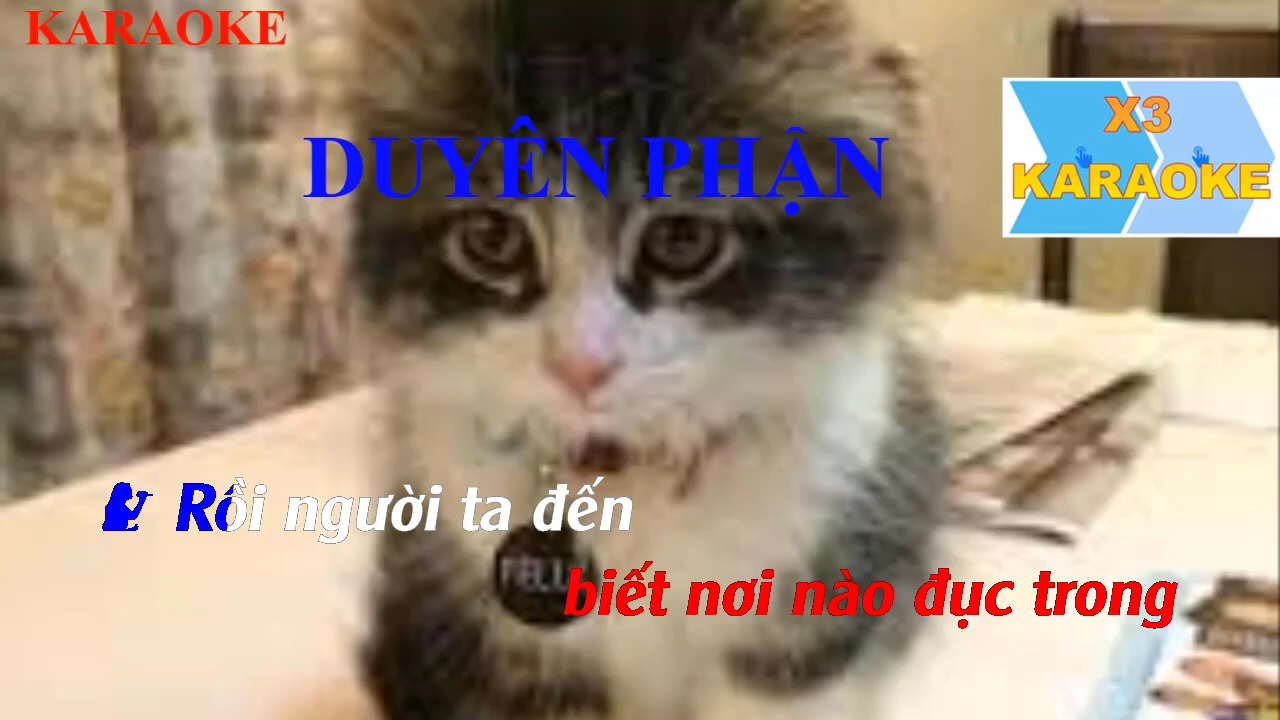 KARAOKE
X3
KARAOKE
DUYÊN PHẬN
Rồi người ta đến
biết nơi nào đục trong